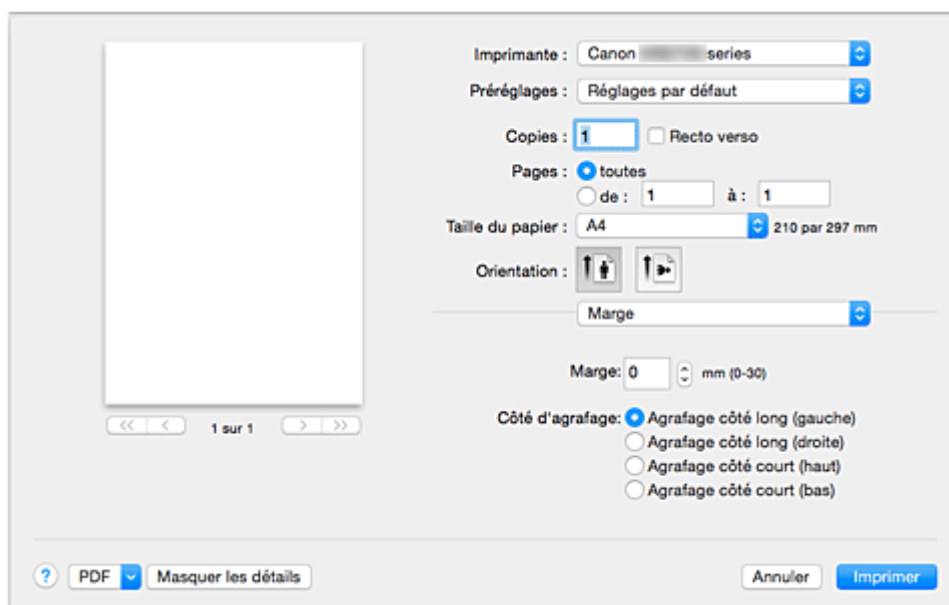 Imprimante : Canon series
Préréglages : Réglages par défaut
Copies : 1 Recto verso
Pages : toutes
de : 1 à : 1
Taille du papier : A4 210 par 297 mm
Orientation :
Marge
Marge: 0 mm (0-30)
Côté d'agrafage: Agrafage côté long (gauche)
Agrafage côté long (droite)
Agrafage côté court (haut)
Agrafage côté court (bas)
1 sur 1
? PDF Masquer les détails Annuler Imprimer